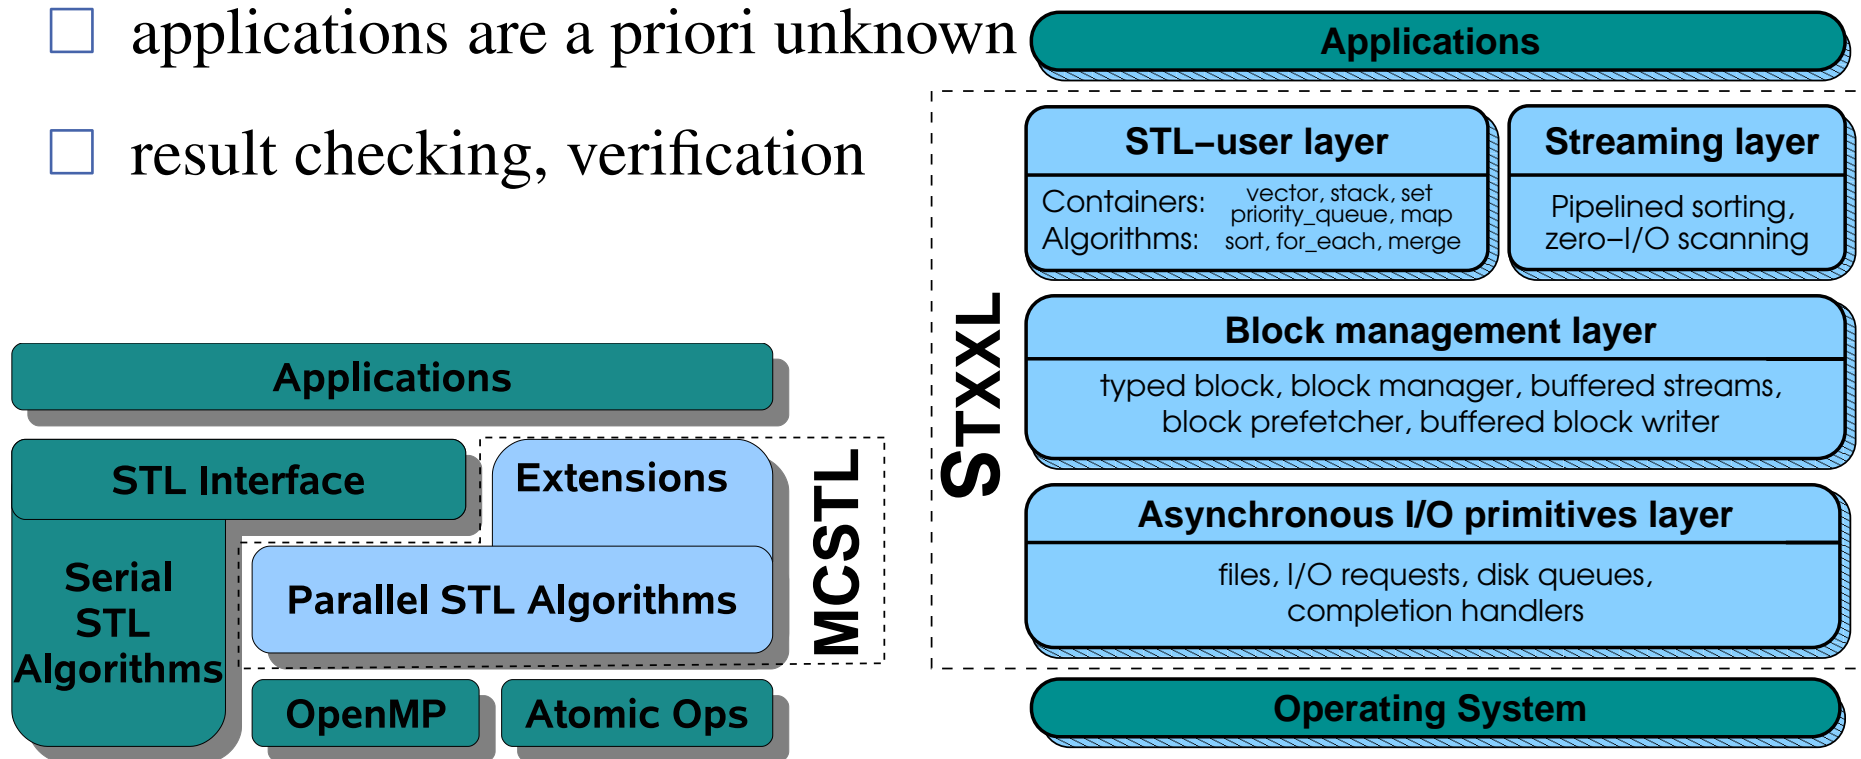 applications are a priori unknown
result checking, verification
Applications
STL Interface
Extensions
Serial
STL
Algorithms
Parallel STL Algorithms
MCSTL
OpenMP
Atomic Ops
Applications
STXXL
STL–user layer
Containers: vector, stack, set
priority_queue, map
Algorithms: sort, for_each, merge
Streaming layer
Pipelined sorting,
zero–I/O scanning
Block management layer
typed block, block manager, buffered streams,
block prefetcher, buffered block writer
Asynchronous I/O primitives layer
files, I/O requests, disk queues,
completion handlers
Operating System